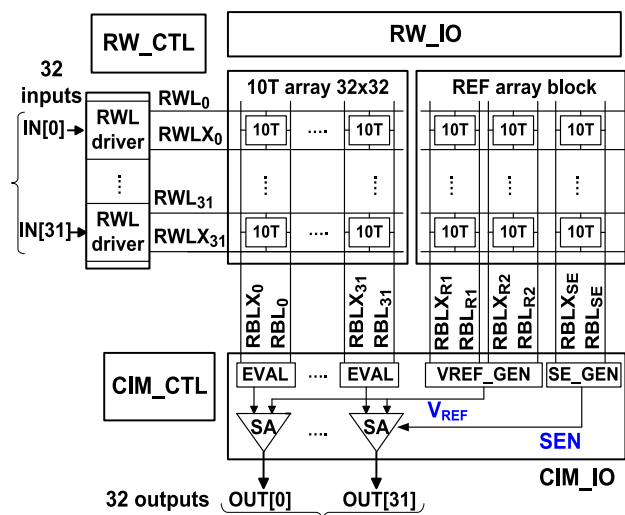 RW_CTL
RW_IO
32
inputs
10T array 32x32
REF array block
RWL0
IN[0]
RWL
driver
RWLX0
10T
....
10T
10T
10T
10T
RWL31
IN[31]
RWL
driver
RWLX31
10T
....
10T
10T
10T
10T
RBLX0
RBL0
RBLX31
RBL31
RBLXR1
RBLR1
RBLXR2
RBLR2
RBLXSE
RBLSE
CIM_CTL
EVAL
....
EVAL
VREF_GEN
SE_GEN
VREF
SA
....
SA
SEN
CIM_IO
32 outputs
OUT[0]
OUT[31]